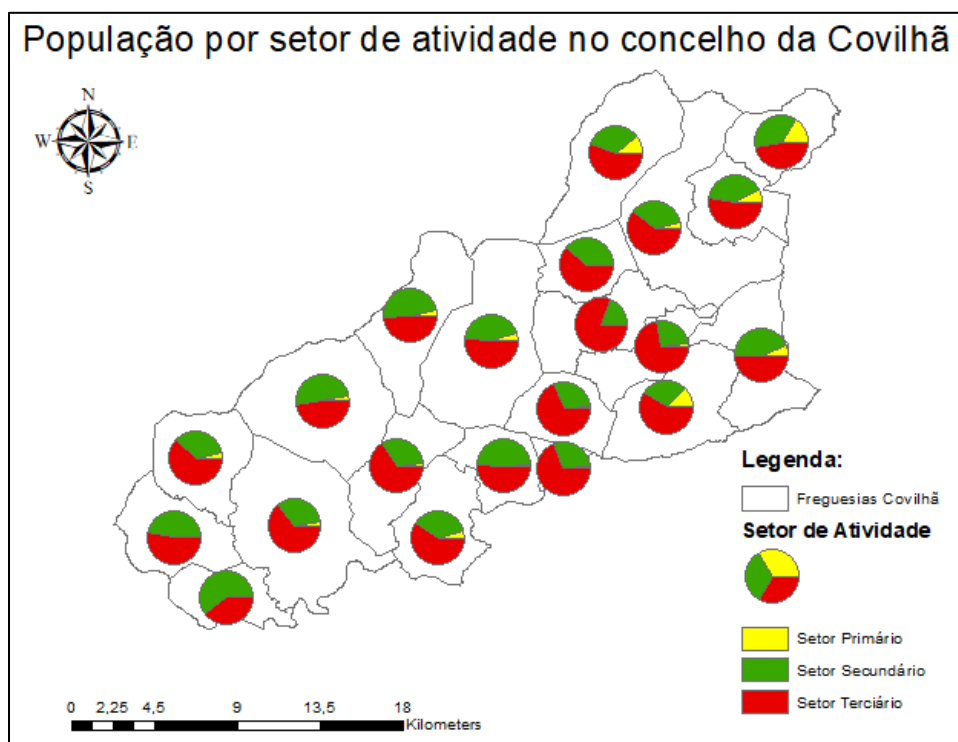 População por setor de atividade no concelho da Covilhã
N
W E
S
Legenda:
Freguesias Covilhã
Setor de Atividade
Setor Primário
Setor Secundário
Setor Terciário
0 2,25 4,5 9 13,5 18
Kilometers